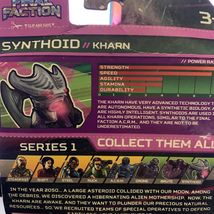 FACTION
3
SYNTHOID // KHARN
POWER RA
STRENGTH
SPEED
AGILITY
STAMINA
DURABILITY
THE KHARN HAVE VERY ADVANCED TECHNOLOGY
ARE AUTONOMOUS, HAVE A SYNTHETIC BIOLOGY
ARE HIGHLY INTELLIGENT. SYNTHOIDS ARE USED
ALL KHARN OPERATIONS. SIMILAR TO THE
FACTION A.C.R.M., THEY ARE NOT TO BE
UNDERESTIMATED
SERIES 1
COLLECT THEM AL
IN THE YEAR 2050... A LARGE ASTEROID COLLIDED WITH OUR MOON. AMONG
THE DEBRIS, WE DISCOVERED A HIBERNATING ALIEN MOTHERSHIP. NOW, THE
KHARN ARE AWAKE, AND THEY WANT TO PLUNDER OUR PRECIOUS NATURAL
RESOURCES... SO, WE RECRUITED TEAMS OF SPECIAL OPERATIVES TO DEFEND